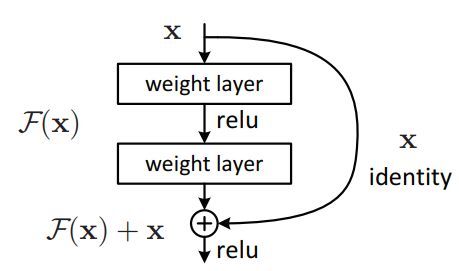 x
weight layer
relu
F(x)
x
identity
weight layer
F(x) + x
relu